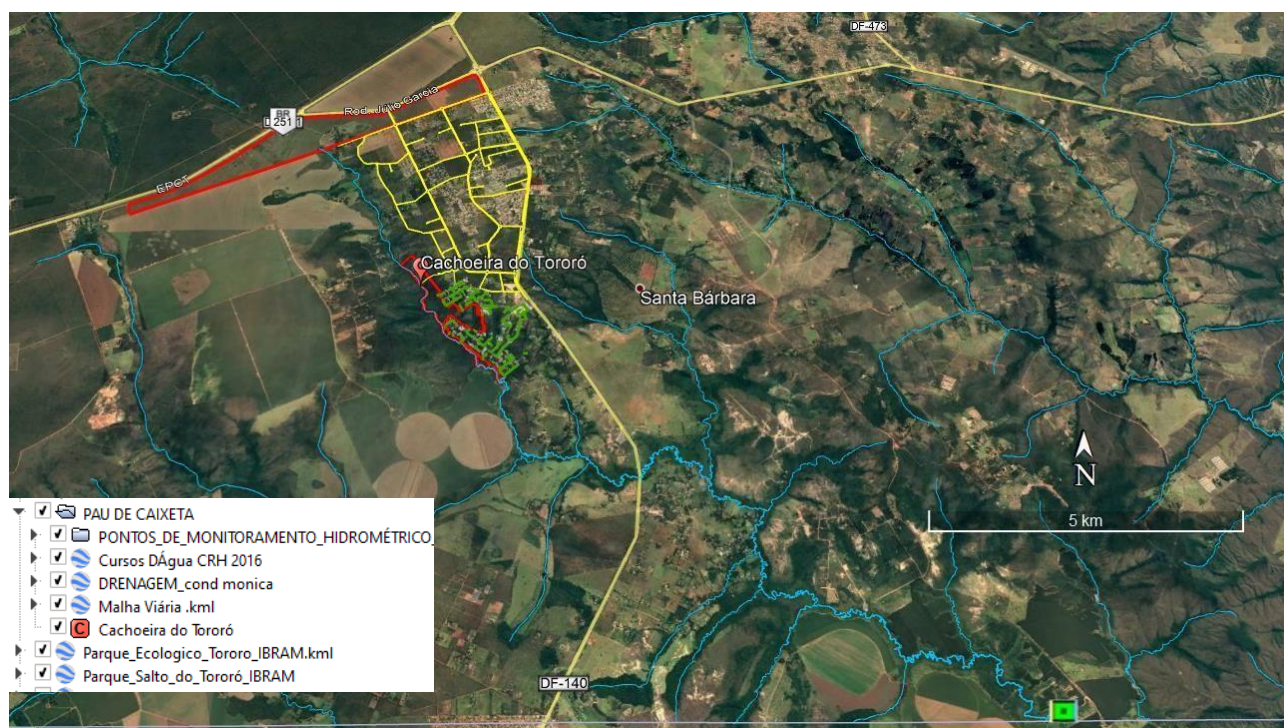 DF-473
Rod. Júlio Garcia
BR
251
EPCT
Cachoeira do Tororó
Santa Bárbara
N
5 km
DF-140
PAU DE CAIXETA
PONTOS_DE_MONITORAMENTO_HIDROMÉTRICO_
Cursos DÁgua CRH 2016
DRENAGEM_cond monica
Malha Viária .kml
C Cachoeira do Tororó
Parque_Ecologico_Tororo_IBRAM.kml
Parque_Salto_do_Tororó_IBRAM